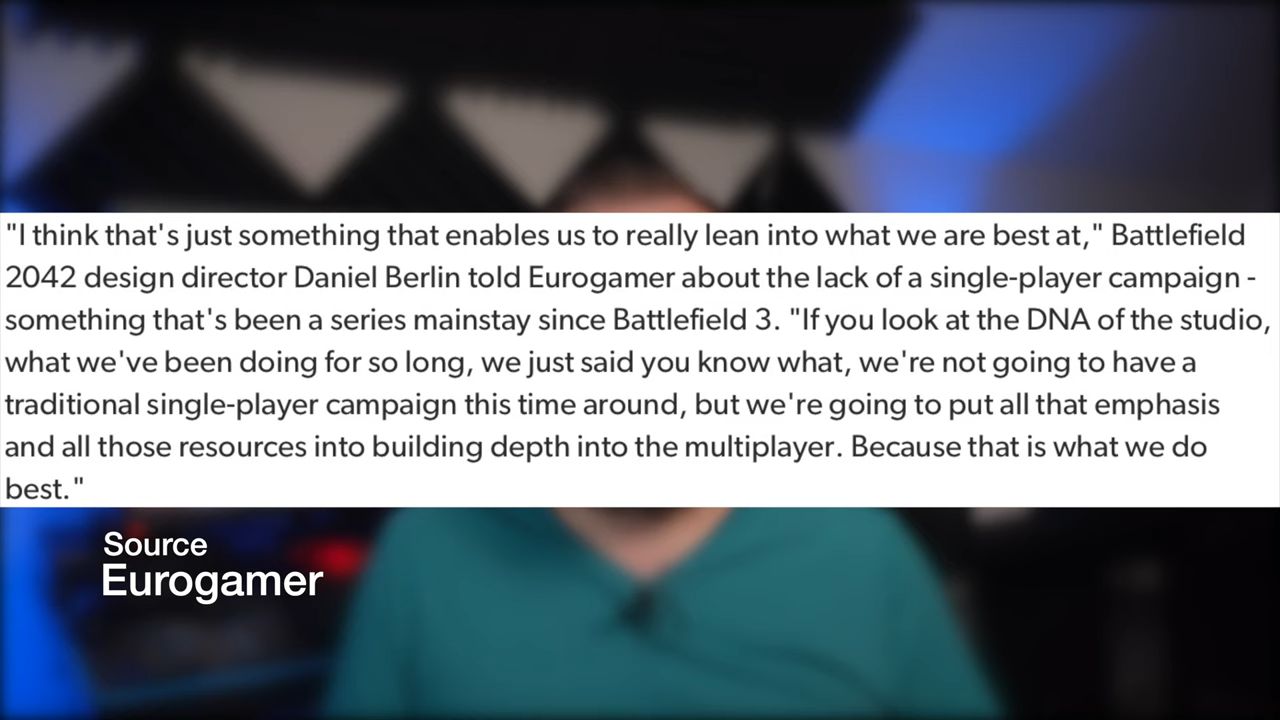 "I think that's just something that enables us to really lean into what we are best at," Battlefield
2042 design director Daniel Berlin told Eurogamer about the lack of a single-player campaign -
something that's been a series mainstay since Battlefield 3. "If you look at the DNA of the studio,
what we've been doing for so long, we just said you know what, we're not going to have a
traditional single-player campaign this time around, but we're going to put all that emphasis
and all those resources into building depth into the multiplayer. Because that is what we do
best."
Source
Eurogamer